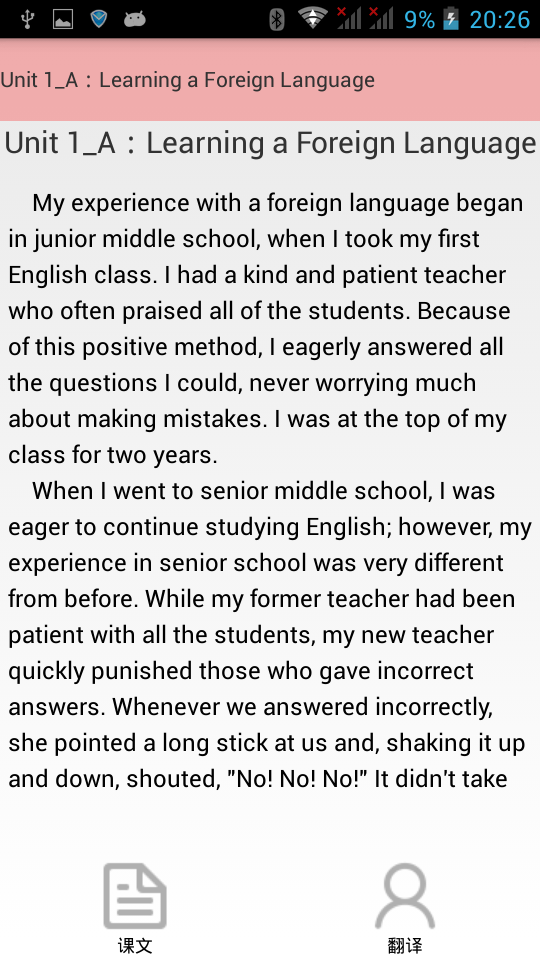 9% 20:26
Unit 1_A：Learning a Foreign Language
Unit 1_A：Learning a Foreign Language
My experience with a foreign language began
in junior middle school, when I took my first
English class. I had a kind and patient teacher
who often praised all of the students. Because
of this positive method, I eagerly answered all
the questions I could, never worrying much
about making mistakes. I was at the top of my
class for two years.
When I went to senior middle school, I was
eager to continue studying English; however, my
experience in senior school was very different
from before. While my former teacher had been
patient with all the students, my new teacher
quickly punished those who gave incorrect
answers. Whenever we answered incorrectly,
she pointed a long stick at us and, shaking it up
and down, shouted, "No! No! No!" It didn't take
课文
翻译